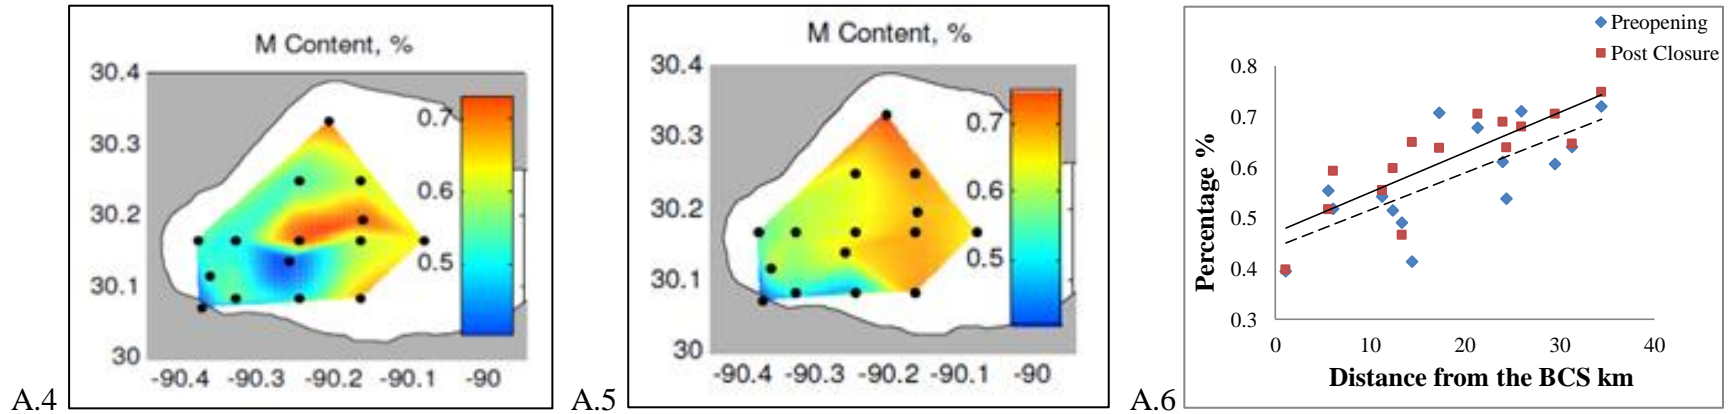 M Content, %
30.4
30.3
30.2
30.1
30
0.7
0.6
0.5
-90.4 -90.3 -90.2 -90.1 -90
A.4
M Content, %
30.4
30.3
30.2
30.1
30
0.7
0.6
0.5
-90.4 -90.3 -90.2 -90.1 -90
A.5
Preopening
Post Closure
Percentage %
0.8
0.7
0.6
0.5
0.4
0.3
0 10 20 30 40
Distance from the BCS km
A.6